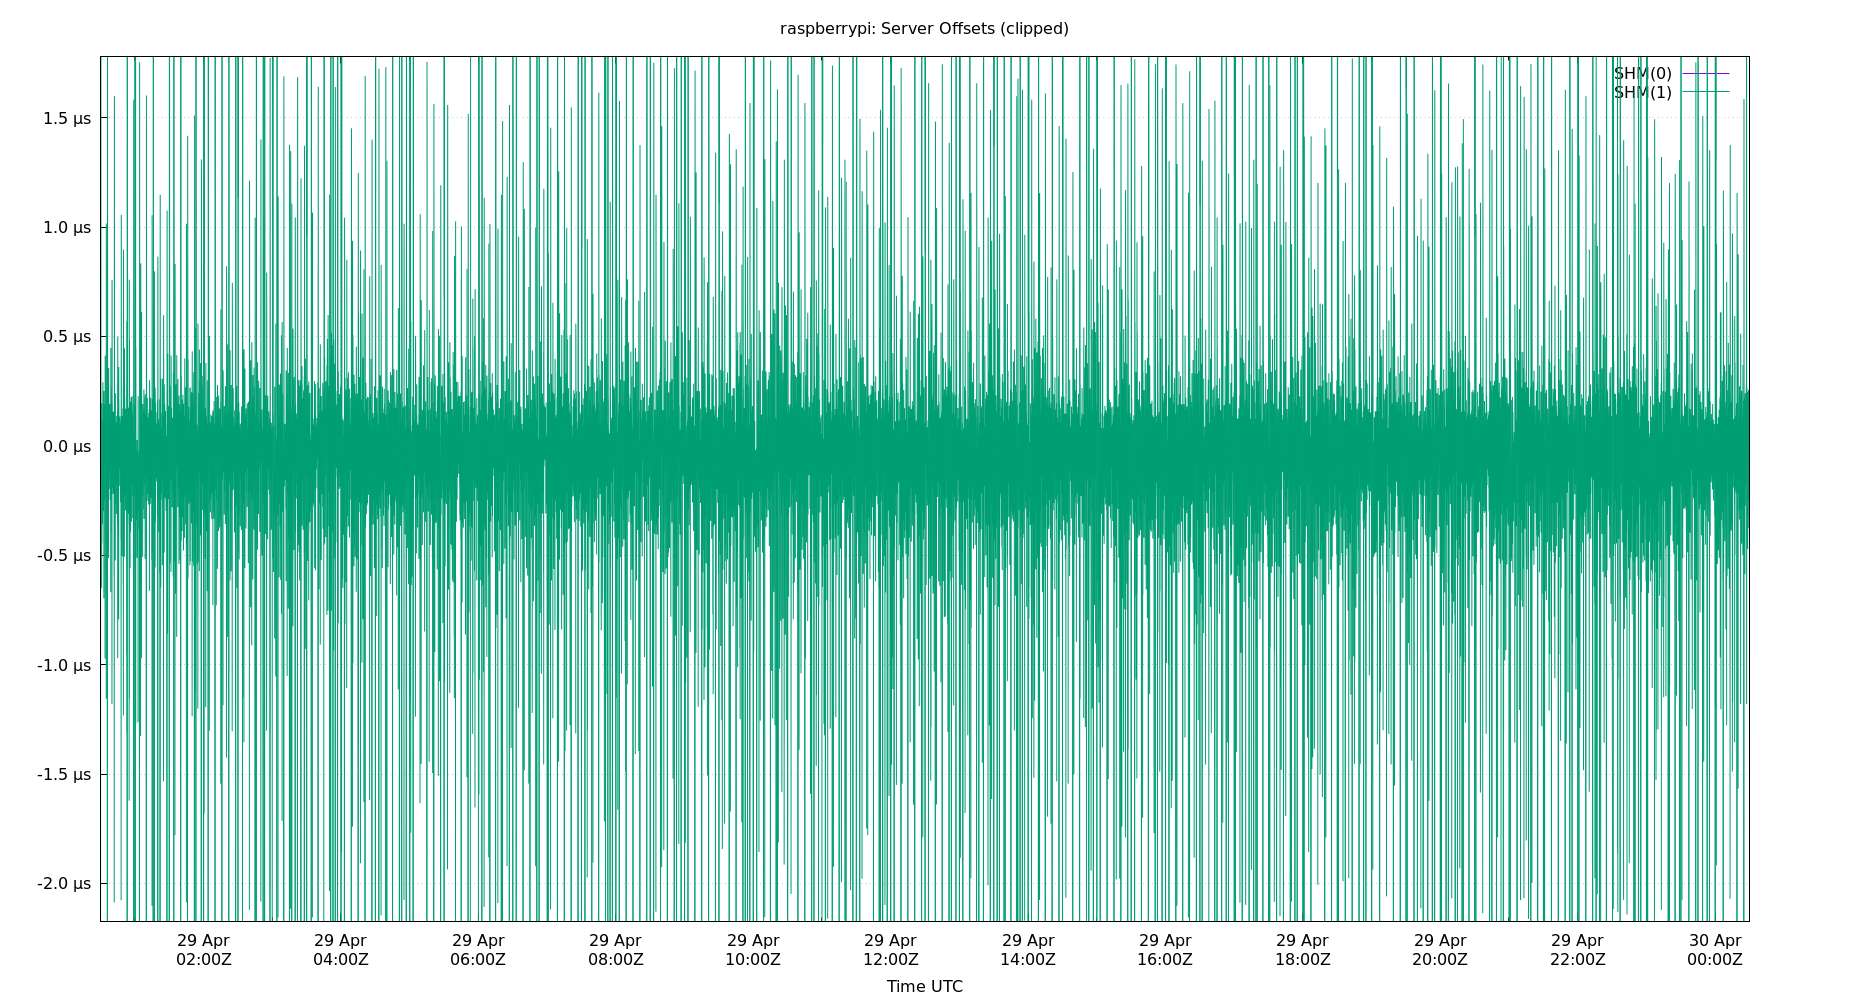 raspberrypi: Server Offsets (clipped)
SHM(0)
SHM(1)
1.5 µs
1.0 µs
0.5 µs
0.0 µs
-0.5 µs
-1.0 µs
-1.5 µs
-2.0 µs
29 Apr 29 Apr 29 Apr 29 Apr 29 Apr 29 Apr 29 Apr 29 Apr 29 Apr 29 Apr 29 Apr 30 Apr
02:00Z 04:00Z 06:00Z 08:00Z 10:00Z 12:00Z 14:00Z 16:00Z 18:00Z 20:00Z 22:00Z 00:00Z
Time UTC